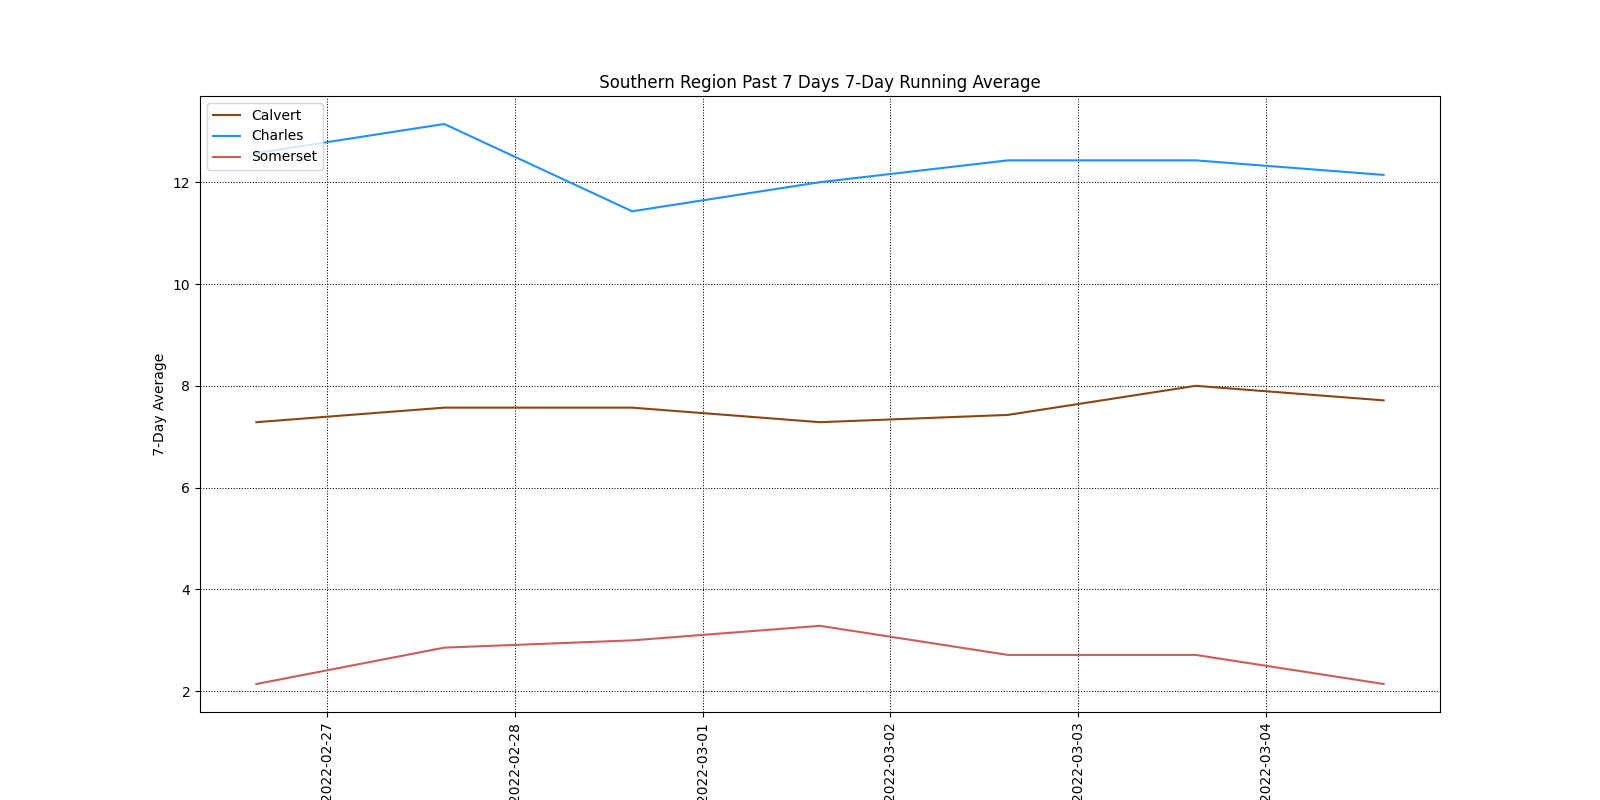 Southern Region Past 7 Days 7-Day Running Average
Calvert
Charles
Somerset
12
10
8
6
4
2
7-Day Average
2022-02-27
2022-02-28
2022-03-01
2022-03-02
2022-03-03
2022-03-04